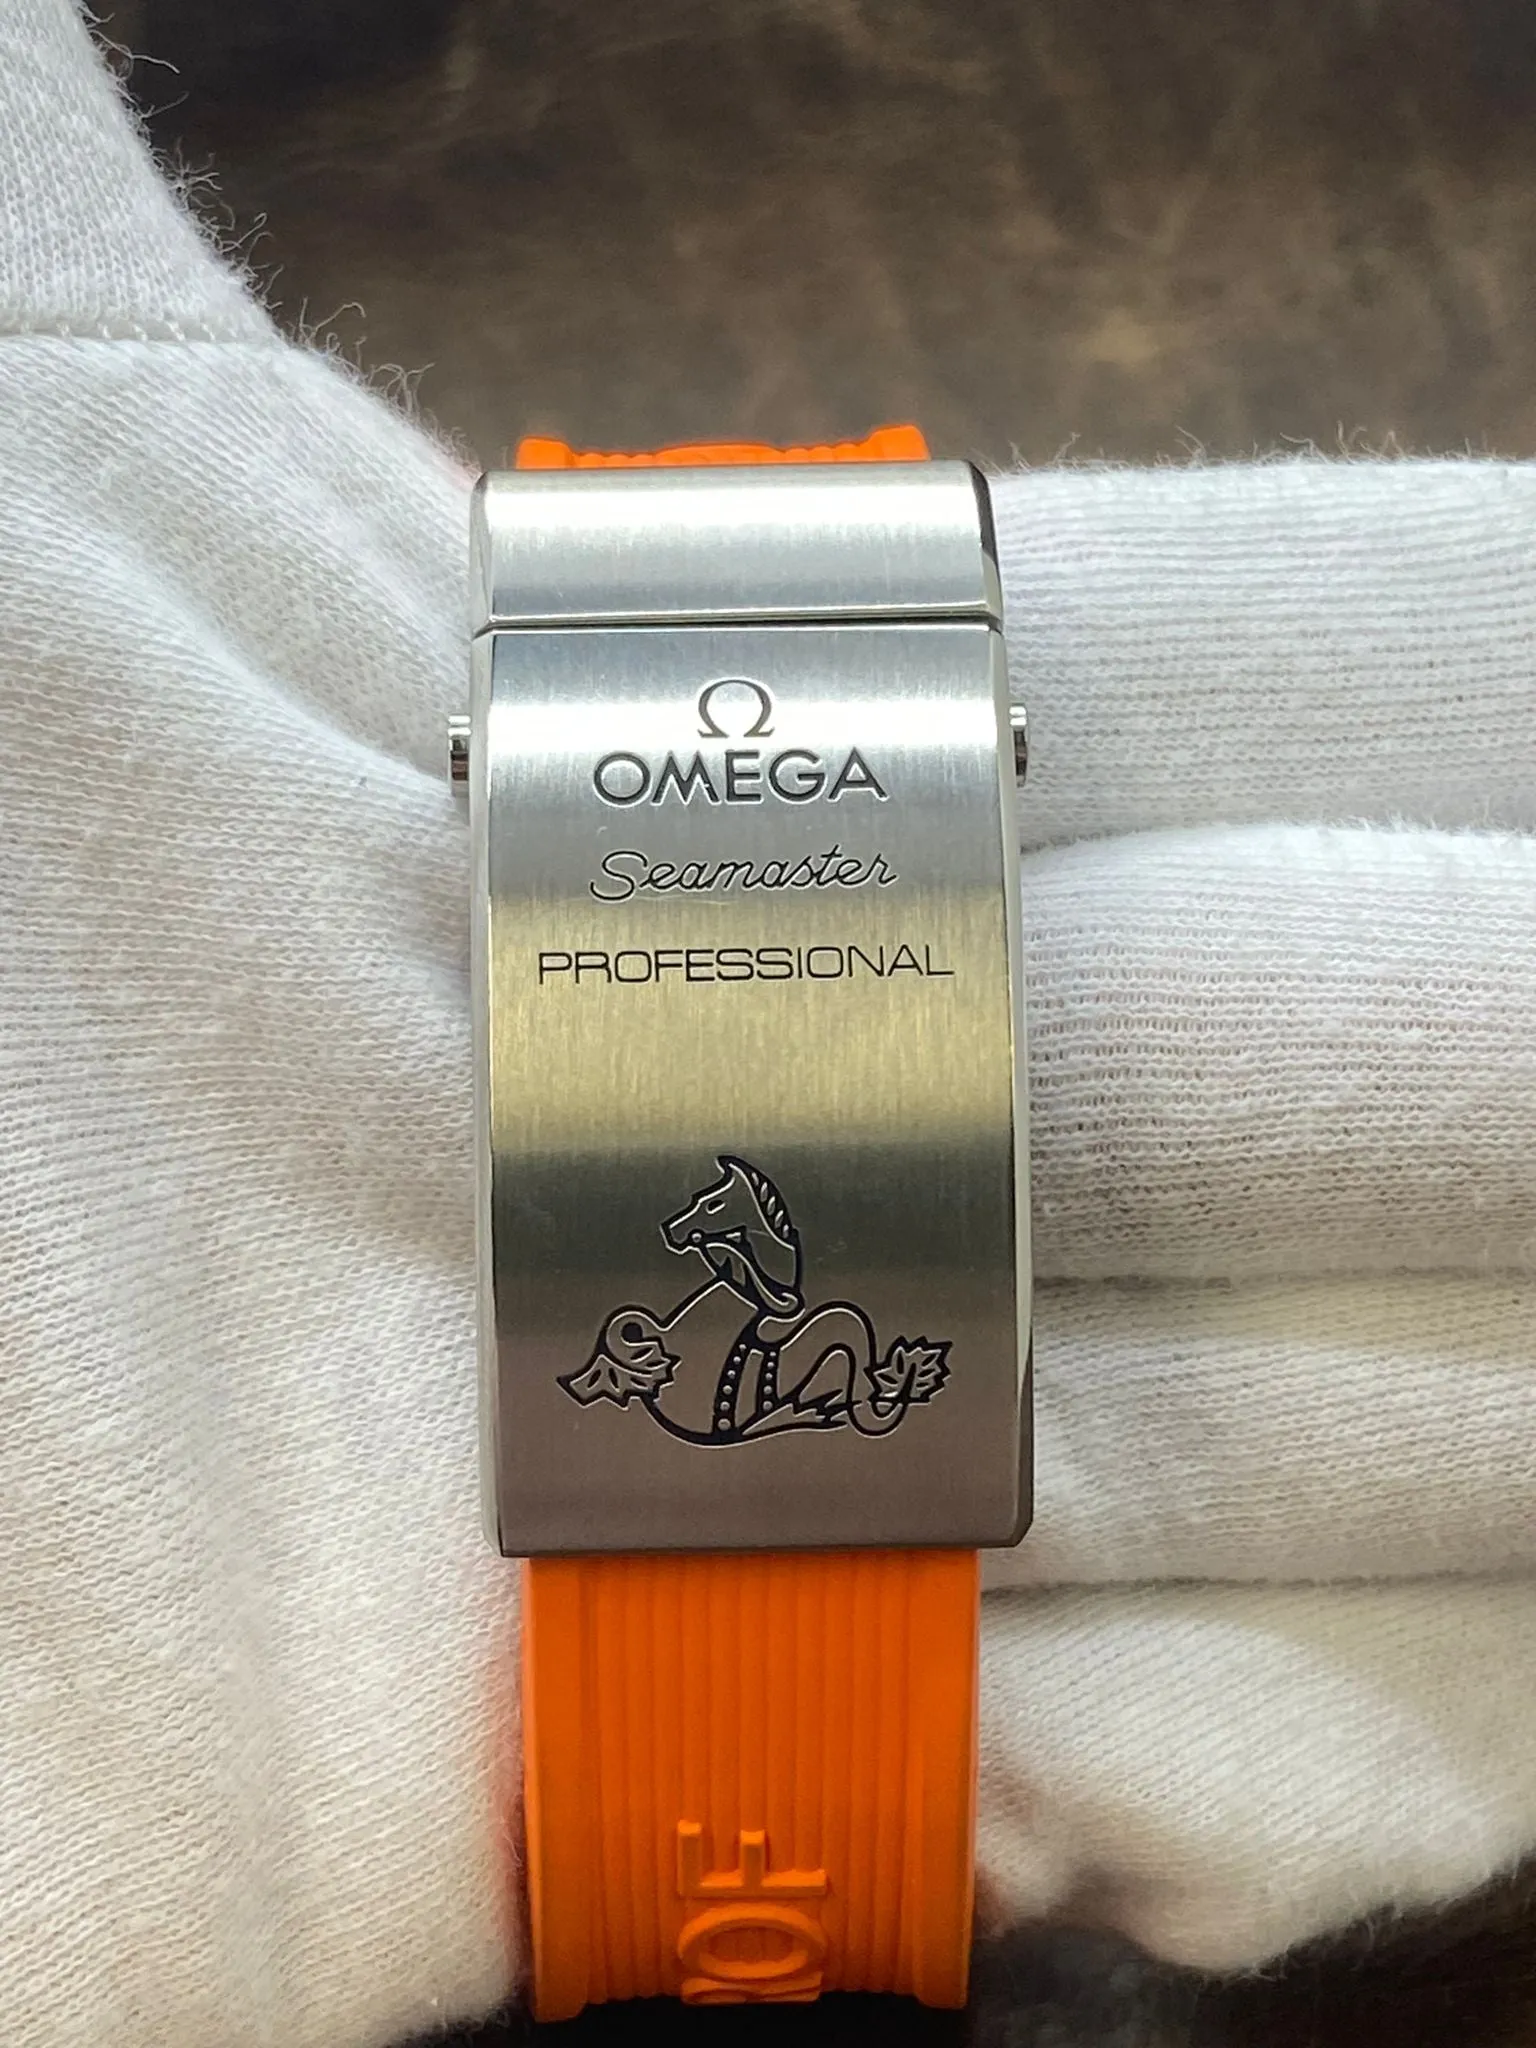 Ω
OMEGA
Seamaster
PROFESSIONAL